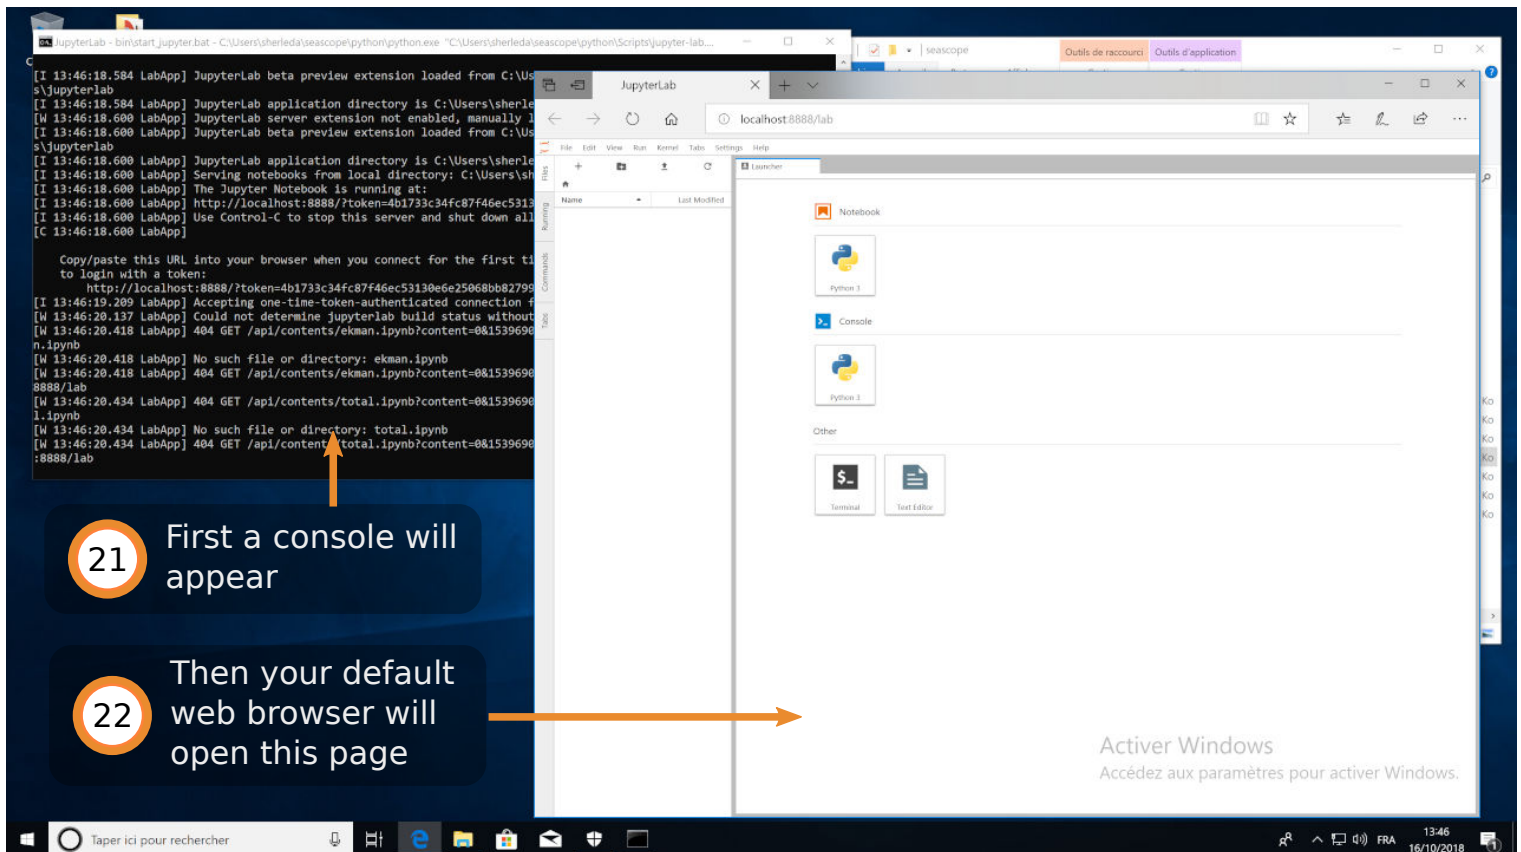 JupyterLab - bin\start_jupyter.bat - C:\Users\sherleda\seascope\python\python.exe "C:\Users\sherleda\seascope\python\Scripts\jupyter-lab....
[I 13:46:18.584 LabApp] JupyterLab beta preview extension loaded from C:\Us
s\jupyterlab
[I 13:46:18.584 LabApp] JupyterLab application directory is C:\Users\sherle
[W 13:46:18.600 LabApp] JupyterLab server extension not enabled, manually l
[I 13:46:18.600 LabApp] JupyterLab beta preview extension loaded from C:\Us
s\jupyterlab
[I 13:46:18.600 LabApp] JupyterLab application directory is C:\Users\sherle
[I 13:46:18.600 LabApp] Serving notebooks from local directory: C:\Users\sh
[I 13:46:18.600 LabApp] The Jupyter Notebook is running at:
[I 13:46:18.600 LabApp] http://localhost:8888/?token=4b1733c34fc87f46ec5313
[I 13:46:18.600 LabApp] Use Control-C to stop this server and shut down all
[C 13:46:18.600 LabApp]
Copy/paste this URL into your browser when you connect for the first ti
to login with a token:
http://localhost:8888/?token=4b1733c34fc87f46ec53130e6e25068bb82799
[I 13:46:19.209 LabApp] Accepting one-time-token-authenticated connection f
[W 13:46:20.137 LabApp] Could not determine jupyterlab build status without
[W 13:46:20.418 LabApp] 404 GET /api/contents/ekman.ipynb?content=0&1539690
n.ipynb
[W 13:46:20.418 LabApp] No such file or directory: ekman.ipynb
[W 13:46:20.418 LabApp] 404 GET /api/contents/ekman.ipynb?content=0&1539690
8888/lab
[W 13:46:20.434 LabApp] 404 GET /api/contents/total.ipynb?content=0&1539690
l.ipynb
[W 13:46:20.434 LabApp] No such file or directory: total.ipynb
[W 13:46:20.434 LabApp] 404 GET /api/contents/total.ipynb?content=0&1539690
:8888/lab
seascope
Outils de raccourci Outils d'application
JupyterLab
localhost:8888/lab
File Edit View Run Kernel Tabs Settings Help
Files
Running
Commands
Tabs
Name Last Modified
Launcher
Notebook
Python 3
Console
Python 3
Other
Terminal Text Editor
Ko
Ko
Ko
Ko
Ko
Ko
Ko
21 First a console will
appear
22 Then your default
web browser will
open this page
Activer Windows
Accédez aux paramètres pour activer Windows.
Taper ici pour rechercher
FRA
13:46
16/10/2018